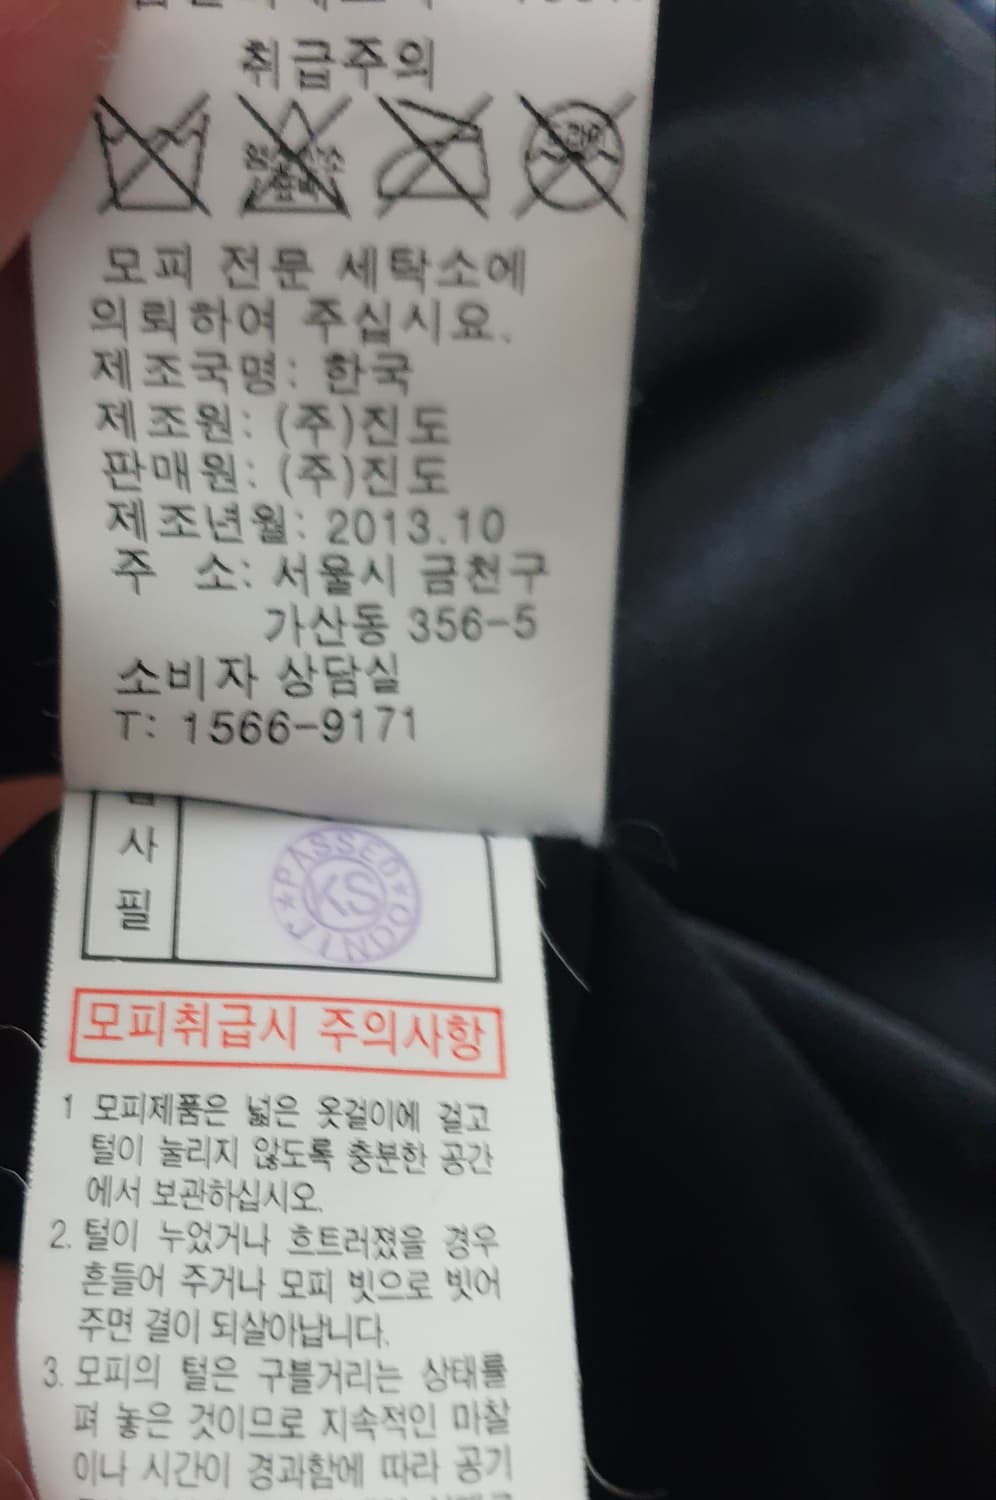 취급주의
드라이
모피 전문 세탁소에
의뢰하여 주십시요.
제조국명: 한국
제조원: (주)진도
판매원: (주)진도
제조년월: 2013.10
주 소: 서울시 금천구
가산동 356-5
소비자 상담실
T: 1566-9171
사
필
PASSED
KS
JINDO
모피취급시 주의사항
1 모피제품은 넓은 옷걸이에 걸고
털이 눌리지 않도록 충분한 공간
에서 보관하십시오.
2. 털이 누었거나 흐트러졌을 경우
흔들어 주거나 모피 빗으로 빗어
주면 결이 되살아납니다.
3. 모피의 털은 구블거리는 상태를
펴 놓은 것이므로 지속적인 마찰
이나 시간이 경과함에 따라 공기